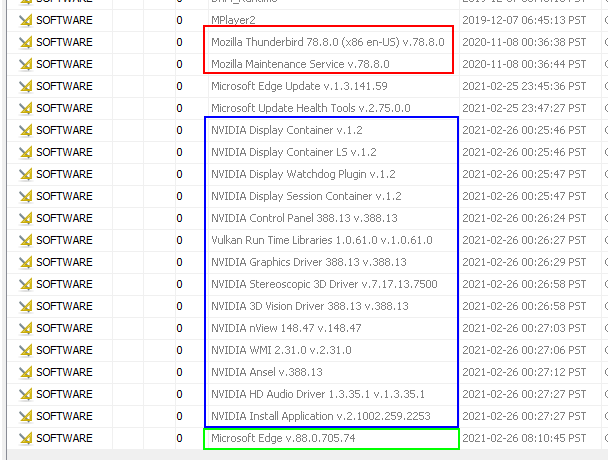 SOFTWARE 0 MPlayer2 2019-12-07 06:45:13 PST
SOFTWARE 0 Mozilla Thunderbird 78.8.0 (x86 en-US) v.78.8.0 2020-11-08 00:36:38 PST
SOFTWARE 0 Mozilla Maintenance Service v.78.8.0 2020-11-08 00:36:44 PST
SOFTWARE 0 Microsoft Edge Update v.1.3.141.59 2021-02-25 23:45:36 PST
SOFTWARE 0 Microsoft Update Health Tools v.2.75.0.0 2021-02-25 23:47:27 PST
SOFTWARE 0 NVIDIA Display Container v.1.2 2021-02-26 00:25:46 PST
SOFTWARE 0 NVIDIA Display Container LS v.1.2 2021-02-26 00:25:46 PST
SOFTWARE 0 NVIDIA Display Watchdog Plugin v.1.2 2021-02-26 00:25:47 PST
SOFTWARE 0 NVIDIA Display Session Container v.1.2 2021-02-26 00:25:47 PST
SOFTWARE 0 NVIDIA Control Panel 388.13 v.388.13 2021-02-26 00:26:24 PST
SOFTWARE 0 Vulkan Run Time Libraries 1.0.61.0 v.1.0.61.0 2021-02-26 00:26:27 PST
SOFTWARE 0 NVIDIA Graphics Driver 388.13 v.388.13 2021-02-26 00:26:29 PST
SOFTWARE 0 NVIDIA Stereoscopic 3D Driver v.7.17.13.7500 2021-02-26 00:26:58 PST
SOFTWARE 0 NVIDIA 3D Vision Driver 388.13 v.388.13 2021-02-26 00:26:58 PST
SOFTWARE 0 NVIDIA nView 148.47 v.148.47 2021-02-26 00:27:03 PST
SOFTWARE 0 NVIDIA WMI 2.31.0 v.2.31.0 2021-02-26 00:27:06 PST
SOFTWARE 0 NVIDIA Ansel v.388.13 2021-02-26 00:27:12 PST
SOFTWARE 0 NVIDIA HD Audio Driver 1.3.35.1 v.1.3.35.1 2021-02-26 00:27:27 PST
SOFTWARE 0 NVIDIA Install Application v.2.1002.259.2253 2021-02-26 00:27:27 PST
SOFTWARE 0 Microsoft Edge v.88.0.705.74 2021-02-26 08:10:45 PST